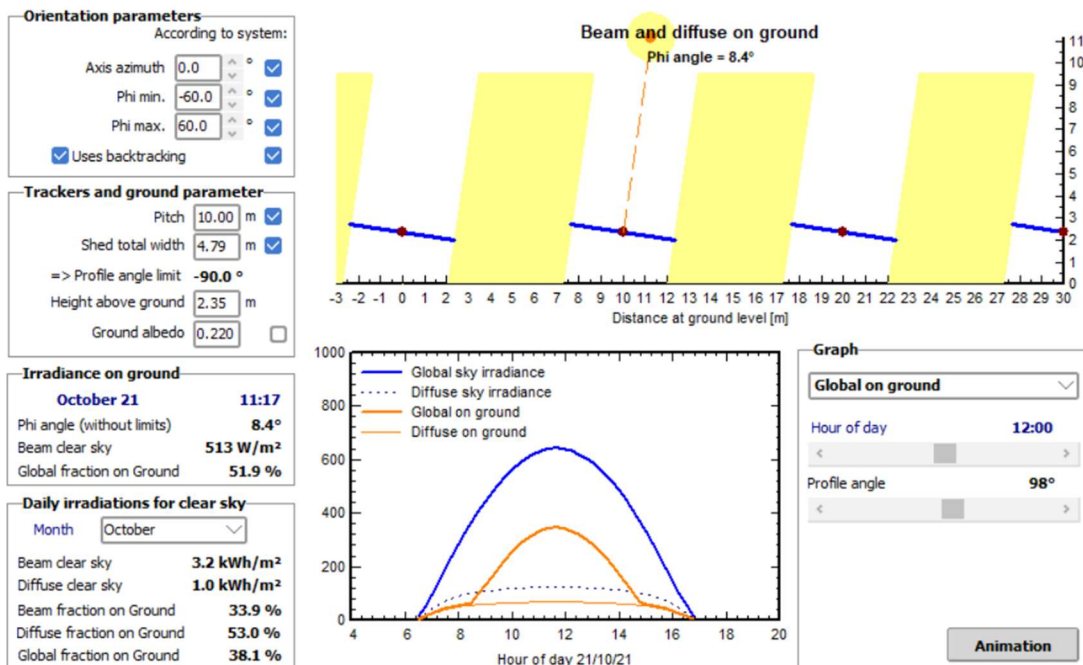 Orientation parameters
According to system:
Axis azimuth 0.0 °
Phi min. -60.0 °
Phi max. 60.0 °
Uses backtracking
Trackers and ground parameter
Pitch 10.00 m
Shed total width 4.79 m
=> Profile angle limit -90.0 °
Height above ground 2.35 m
Ground albedo 0.220
Irradiance on ground
October 21 11:17
Phi angle (without limits) 8.4°
Beam clear sky 513 W/m²
Global fraction on Ground 51.9 %
Daily irradiations for clear sky
Month October
Beam clear sky 3.2 kWh/m²
Diffuse clear sky 1.0 kWh/m²
Beam fraction on Ground 33.9 %
Diffuse fraction on Ground 53.0 %
Global fraction on Ground 38.1 %
Beam and diffuse on ground
Phi angle = 8.4°
11
10
9
8
7
6
5
4
3
2
1
0
-3 -2 -1 0 1 2 3 4 5 6 7 8 9 10 11 12 13 14 15 16 17 18 19 20 21 22 23 24 25 26 27 28 29 30
Distance at ground level [m]
1000
800
600
400
200
0
Global sky irradiance
Diffuse sky irradiance
Global on ground
Diffuse on ground
4 6 8 10 12 14 16 18 20
Hour of day 21/10/21
Graph
Global on ground
Hour of day 12:00
Profile angle 98°
Animation